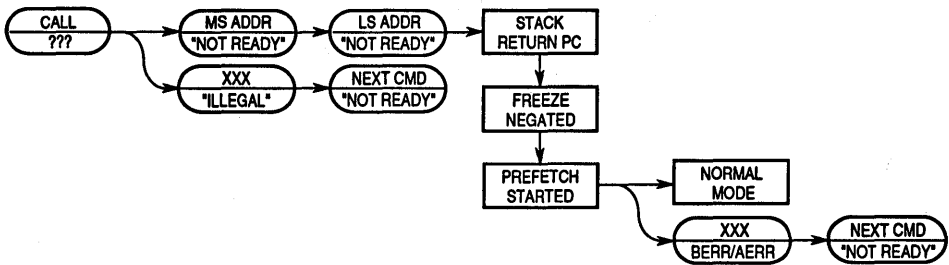 CALL
???
MS ADDR
"NOT READY"
LS ADDR
"NOT READY"
STACK
RETURN PC
XXX
"ILLEGAL"
NEXT CMD
"NOT READY"
FREEZE
NEGATED
PREFETCH
STARTED
NORMAL
MODE
XXX
BERR/AERR
NEXT CMD
"NOT READY"